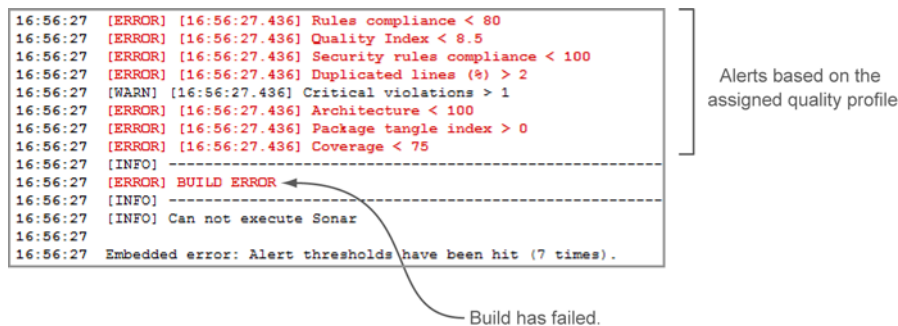 16:56:27 [ERROR] [16:56:27.436] Rules compliance < 80
16:56:27 [ERROR] [16:56:27.436] Quality Index < 8.5
16:56:27 [ERROR] [16:56:27.436] Security rules compliance < 100
16:56:27 [ERROR] [16:56:27.436] Duplicated lines (%) > 2
16:56:27 [WARN] [16:56:27.436] Critical violations > 1
16:56:27 [ERROR] [16:56:27.436] Architecture < 100
16:56:27 [ERROR] [16:56:27.436] Package tangle index > 0
16:56:27 [ERROR] [16:56:27.436] Coverage < 75
16:56:27 [INFO] ------------------------------------------------------------------------
16:56:27 [ERROR] BUILD ERROR
16:56:27 [INFO] ------------------------------------------------------------------------
16:56:27 [INFO] Can not execute Sonar
16:56:27
16:56:27 Embedded error: Alert thresholds have been hit (7 times).
Alerts based on the
assigned quality profile
Build has failed.